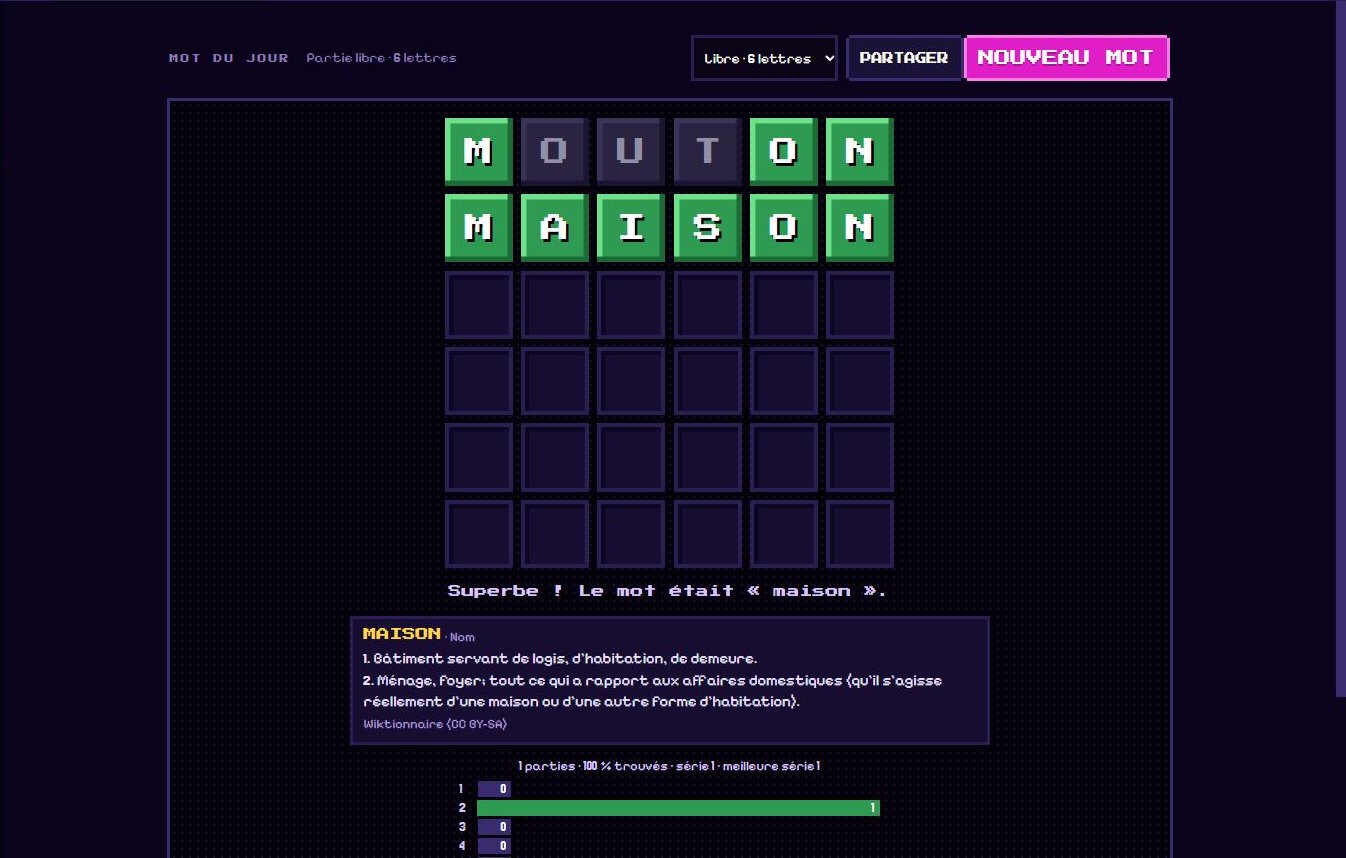 MOT DU JOUR Partie libre · 6 lettres Libre · 6 lettres PARTAGER NOUVEAU MOT
M O U T O N
M A I S O N
Superbe ! Le mot était « maison ».
MAISON · Nom
1. Bâtiment servant de logis, d'habitation, de demeure.
2. Ménage, foyer; tout ce qui a rapport aux affaires domestiques (qu'il s'agisse
réellement d'une maison ou d'une autre forme d'habitation).
Wiktionnaire (CC BY-SA)
1 parties · 100 % trouvés · série 1 · meilleure série 1
1 0
2 1
3 0
4 0